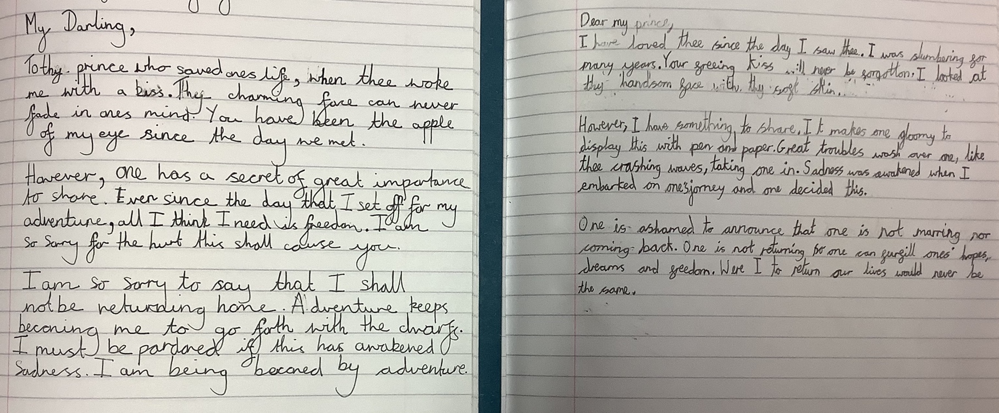 My Darling,
To thy prince who saved ones life, when thee woke
me with a kiss. They charming face can never
fade in ones mind. You have been the apple
of my eye since the day we met.
However, one has a secret of great importance
to share. Ever since the day that I set off for my
adventure, all I think I need is freedom. I am
so sorry for the hurt this shall cause you.
I am so sorry to say that I shall
not be returning home. Adventure keeps
beconing me to go forth with the dwarfs.
I must be pardoned if this has awakened
Sadness. I am being beconed by adventure.
Dear my prince,
I have loved thee since the day I saw thee. I was slumbering for
many years. Your freeing kiss will never be forgotton. I looked at
thy handsom face with thy soft skin.
However, I have something to share. It makes one gloomy to
display this with pen and paper. Great troubles wash over one, like
thee crashing waves, taking one in. Sadness was awakened when I
embarked on one's jorney and one decided this.
One is ashamed to announce that one is not marring nor
coming back. One is not returning so one can furfill ones' hopes,
dreams and freedom. Were I to return our lives would never be
the same.